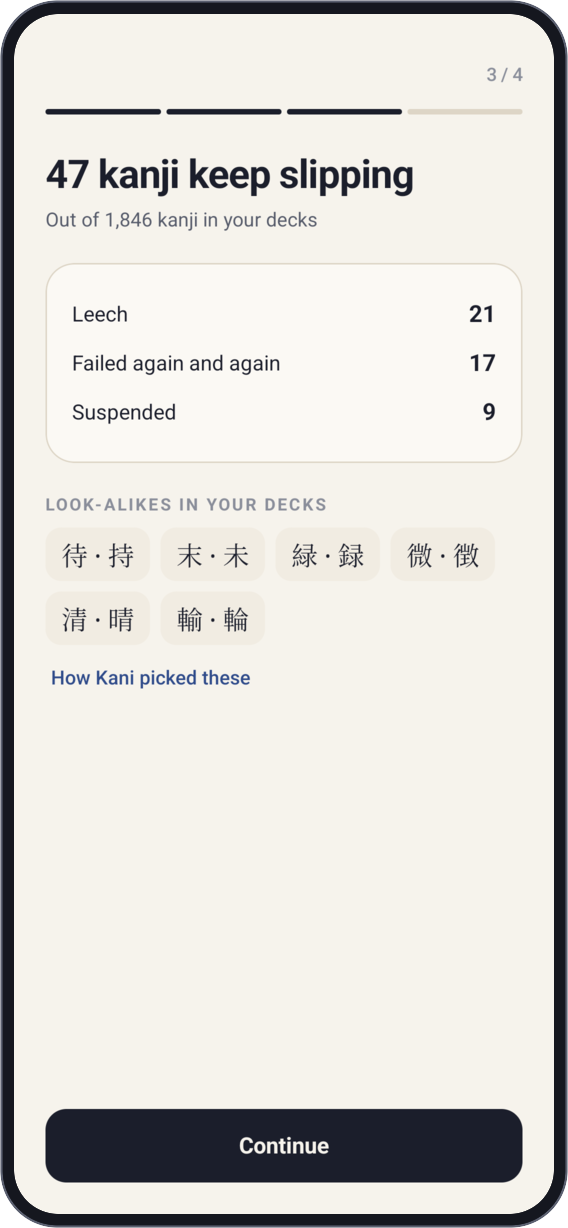 3 / 4
47 kanji keep slipping
Out of 1,846 kanji in your decks
Leech 21
Failed again and again 17
Suspended 9
LOOK-ALIKES IN YOUR DECKS
待 · 持 末 · 未 緑 · 録 微 · 徴
清 · 晴 輸 · 輪
How Kani picked these
Continue